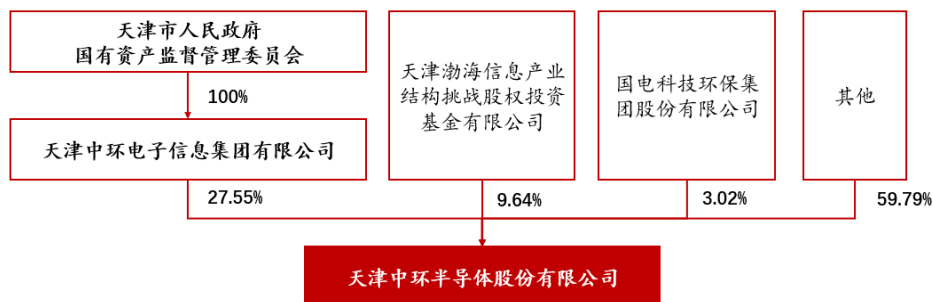 天津市人民政府
国有资产监督管理委员会
100%
天津中环电子信息集团有限公司
27.55%
天津渤海信息产业
结构挑战股权投资
基金有限公司
9.64%
国电科技环保集
团股份有限公司
3.02%
其他
59.79%
天津中环半导体股份有限公司